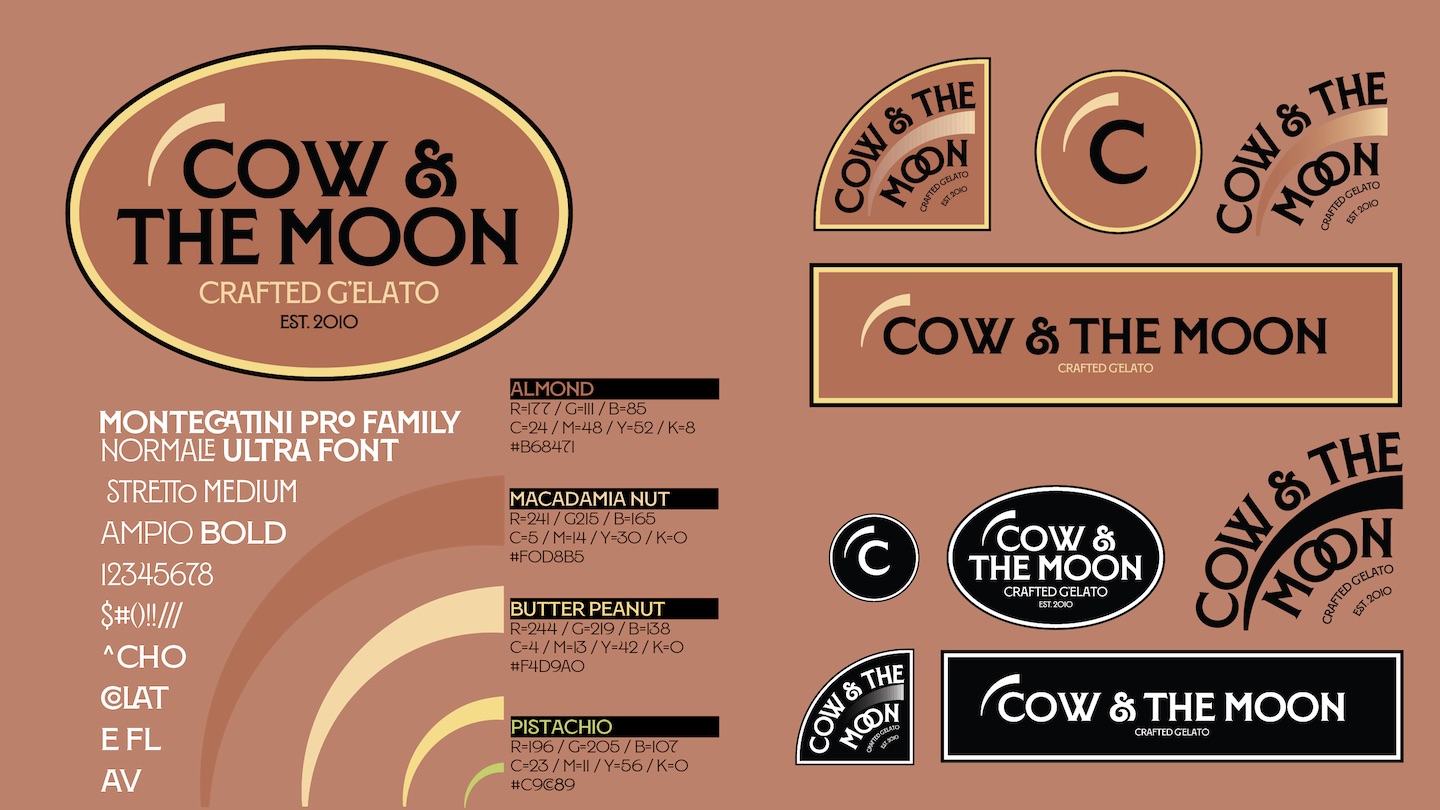 COW &
THE MOON
CRAFTED G'ELATO
EST. 2010
MONTECATINI PRO FAMILY
NORMALE ULTRA FONT
STRETTO MEDIUM
AMPIO BOLD
12345678
$#()!!///
^CHO
COLAT
E FL
AV
ALMOND
R=177 / G=111 / B=85
C=24 / M=48 / Y=52 / K=8
#B68471
MACADAMIA NUT
R=241 / G215 / B=165
C=5 / M=14 / Y=30 / K=0
#F0D8B5
BUTTER PEANUT
R=244 / G=219 / B=138
C=4 / M=13 / Y=42 / K=0
#F4D9A0
PISTACHIO
R=196 / G=205 / B=107
C=23 / M=11 / Y=56 / K=0
#C9CC89
COW & THE
MOON
CRAFTED G'ELATO
EST. 2010
C
COW & THE
MOON
CRAFTED G'ELATO
EST. 2010
COW & THE MOON
CRAFTED G'ELATO
C
COW &
THE MOON
CRAFTED G'ELATO
EST. 2010
COW & THE
MOON
CRAFTED G'ELATO
EST. 2010
COW & THE
MOON
CRAFTED G'ELATO
EST. 2010
COW & THE MOON
CRAFTED G'ELATO